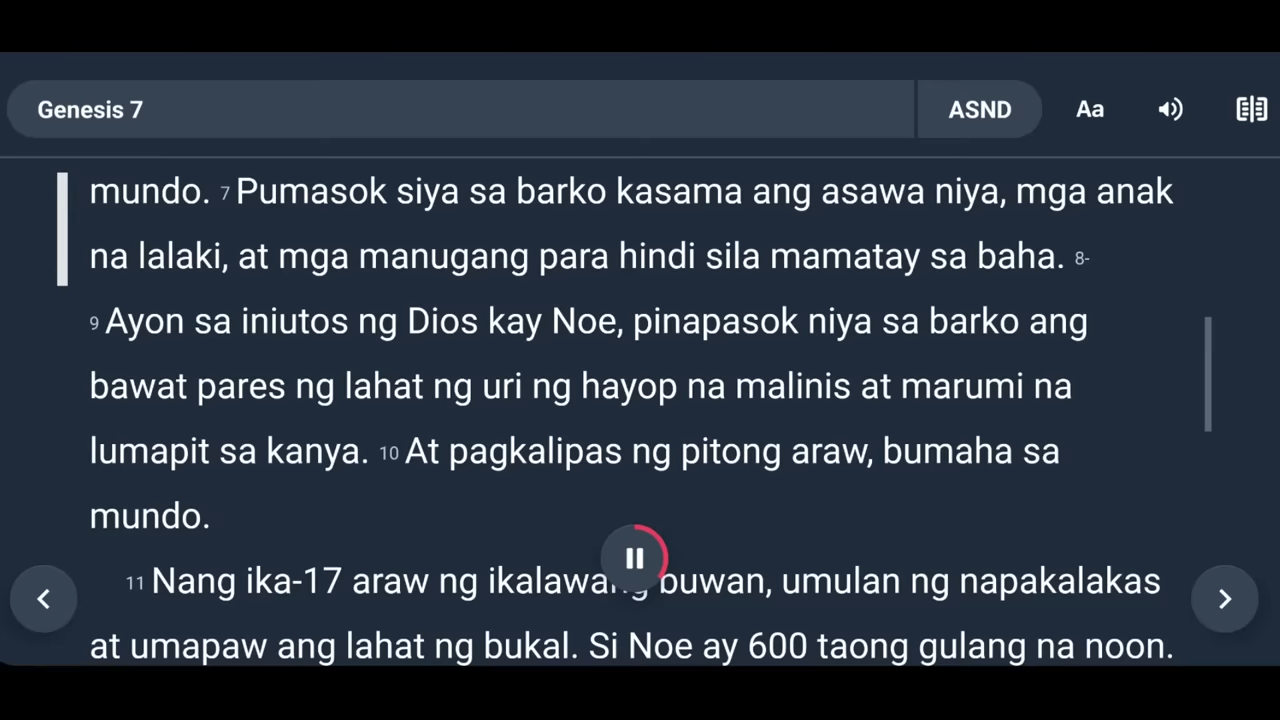 Genesis 7 ASND Aa
mundo. 7 Pumasok siya sa barko kasama ang asawa niya, mga anak
na lalaki, at mga manugang para hindi sila mamatay sa baha. 8-
9 Ayon sa iniutos ng Dios kay Noe, pinapasok niya sa barko ang
bawat pares ng lahat ng uri ng hayop na malinis at marumi na
lumapit sa kanya. 10 At pagkalipas ng pitong araw, bumaha sa
mundo.
11 Nang ika-17 araw ng ikalawang buwan, umulan ng napakalakas
at umapaw ang lahat ng bukal. Si Noe ay 600 taong gulang na noon.